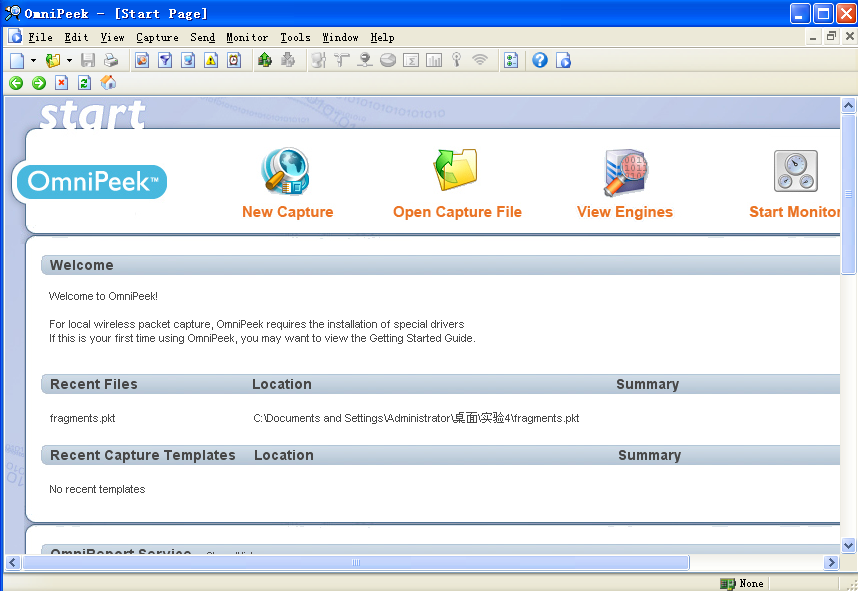 OmniPeek - [Start Page]
File Edit View Capture Send Monitor Tools Window Help
start
OmniPeek™
New Capture
Open Capture File
View Engines
Start Monitor
Welcome
Welcome to OmniPeek!
For local wireless packet capture, OmniPeek requires the installation of special drivers
If this is your first time using OmniPeek, you may want to view the Getting Started Guide.
Recent Files Location Summary
fragments.pkt C:\Documents and Settings\Administrator\桌面\实验4\fragments.pkt
Recent Capture Templates Location Summary
No recent templates
OmniReport Service
None